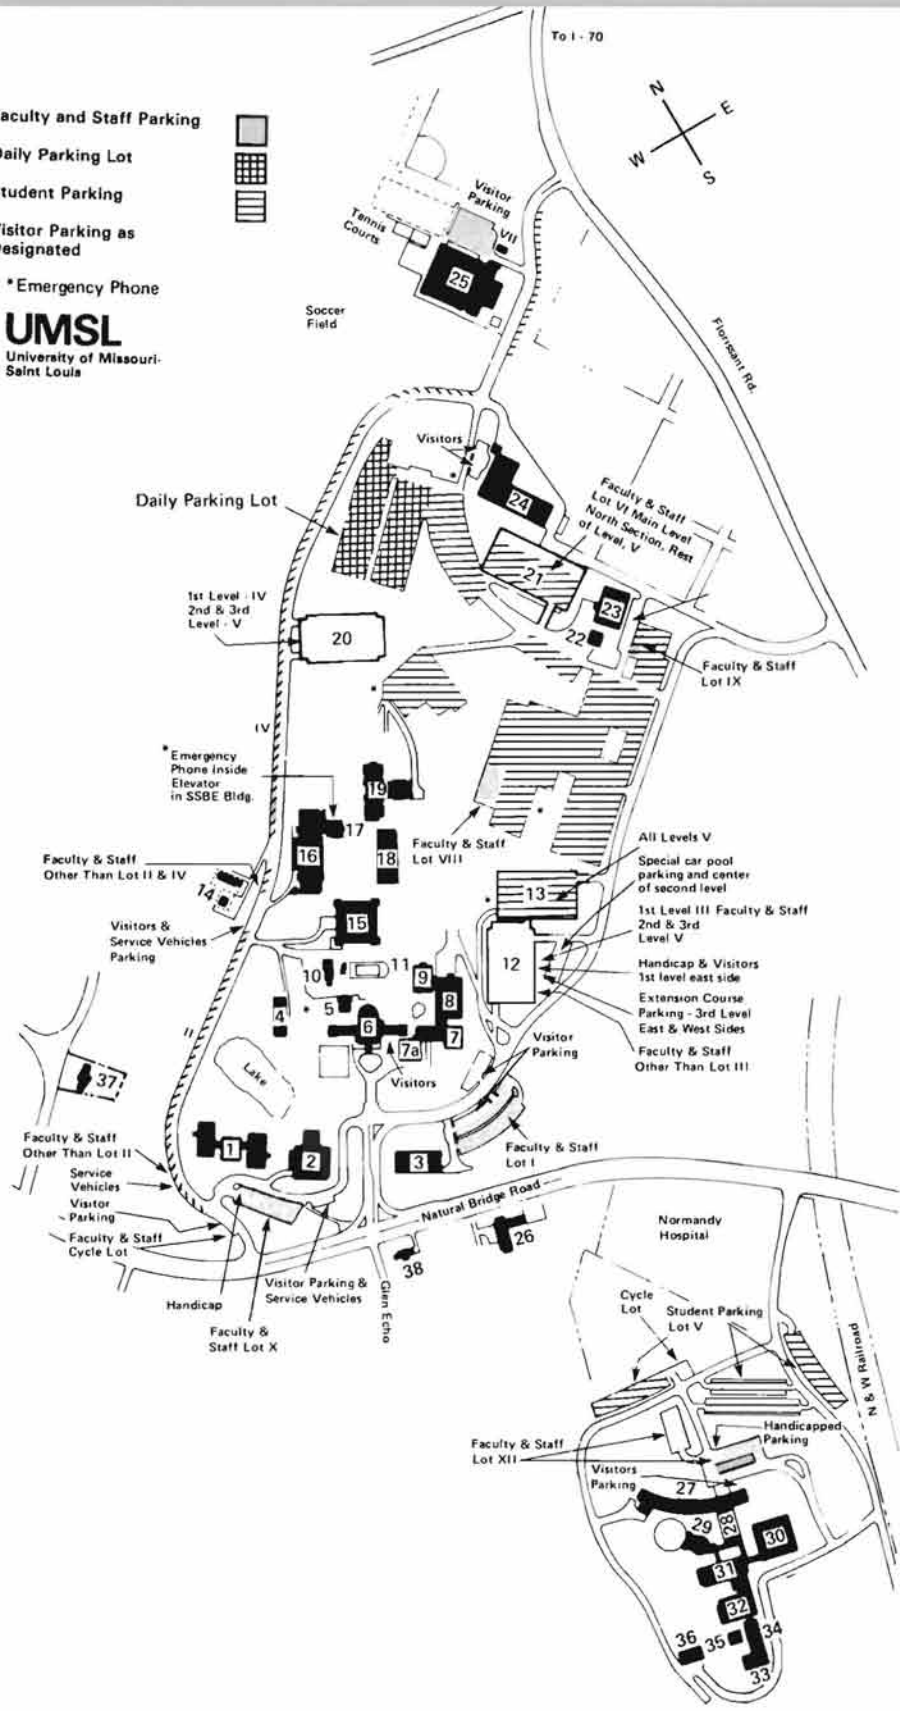 To I - 70
N
E
W
S
aculty and Staff Parking
aily Parking Lot
tudent Parking
isitor Parking as
esignated
*Emergency Phone
UMSL
University of Missouri-
Saint Louis
Visitor
Parking
Tennis
Courts
VII
25
Soccer
Field
Florissant Rd.
Visitors
24
Daily Parking Lot
Faculty & Staff
Lot VI Main Level
North Section, Rest
of Level, V
21
1st Level - IV
2nd & 3rd
Level - V
20
23
22
Faculty & Staff
Lot IX
IV
*Emergency
Phone Inside
Elevator
in SSBE Bldg.
19
17
16
18
Faculty & Staff
Lot VIII
Faculty & Staff
Other Than Lot II & IV
14
Visitors &
Service Vehicles
Parking
15
13
12
All Levels V
Special car pool
parking and center
of second level
1st Level III Faculty & Staff
2nd & 3rd
Level V
Handicap & Visitors
1st level east side
Extension Course
Parking - 3rd Level
East & West Sides
Faculty & Staff
Other Than Lot III
10
11
9
8
4
5
6
7
7a
Visitors
Visitor
Parking
II
Lake
37
Faculty & Staff
Other Than Lot II
Service
Vehicles
Visitor
Parking
Faculty & Staff
Cycle Lot
1
2
3
Faculty & Staff
Lot I
Natural Bridge Road
26
38
Glen Echo
Handicap
Faculty &
Staff Lot X
Visitor Parking &
Service Vehicles
Normandy
Hospital
Cycle
Lot
Student Parking
Lot V
N & W Railroad
Handicapped
Parking
Faculty & Staff
Lot XII
Visitors
Parking
27
28
29
30
31
32
36
35
34
33